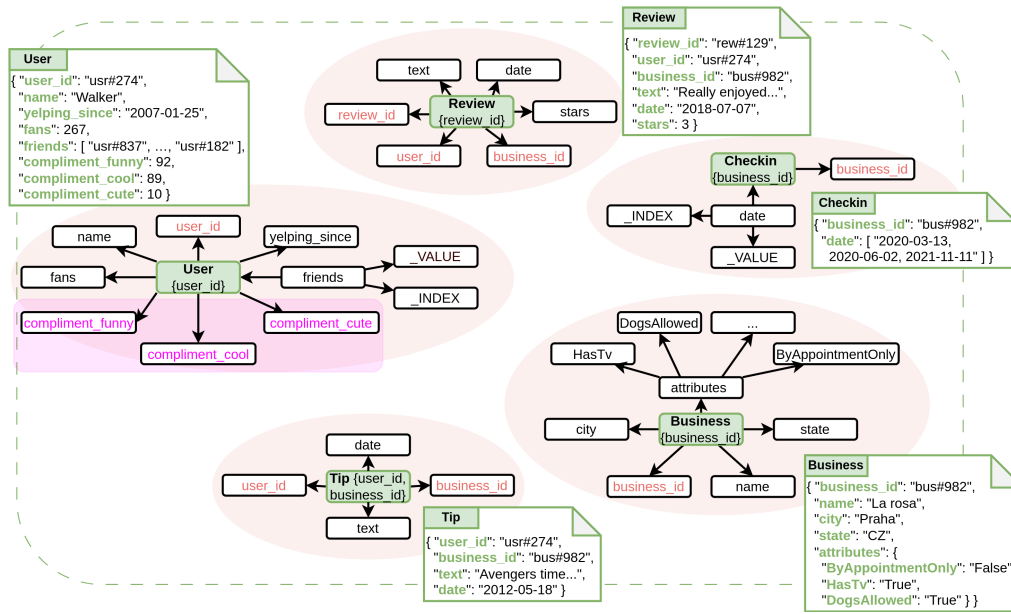 User
{ "user_id": "usr#274",
"name": "Walker",
"yelping_since": "2007-01-25",
"fans": 267,
"friends": [ "usr#837", ..., "usr#182" ],
"compliment_funny": 92,
"compliment_cool": 89,
"compliment_cute": 10 }
text
date
review_id
Review
{review_id}
stars
user_id
business_id
Review
{ "review_id": "rew#129",
"user_id": "usr#274",
"business_id": "bus#982",
"text": "Really enjoyed...",
"date": "2018-07-07",
"stars": 3 }
Checkin
{business_id}
business_id
_INDEX
date
_VALUE
Checkin
{ "business_id": "bus#982",
"date": [ "2020-03-13,
2020-06-02, 2021-11-11" ] }
user_id
name
yelping_since
fans
User
{user_id}
friends
_VALUE
_INDEX
compliment_funny
compliment_cute
compliment_cool
DogsAllowed
...
HasTv
ByAppointmentOnly
attributes
city
Business
{business_id}
state
business_id
name
Business
{ "business_id": "bus#982",
"name": "La rosa",
"city": "Praha",
"state": "CZ",
"attributes": {
"ByAppointmentOnly": "False"
"HasTv": "True",
"DogsAllowed": "True" } }
date
user_id
Tip {user_id,
business_id}
business_id
text
Tip
{ "user_id": "usr#274",
"business_id": "bus#982",
"text": "Avengers time...",
"date": "2012-05-18" }